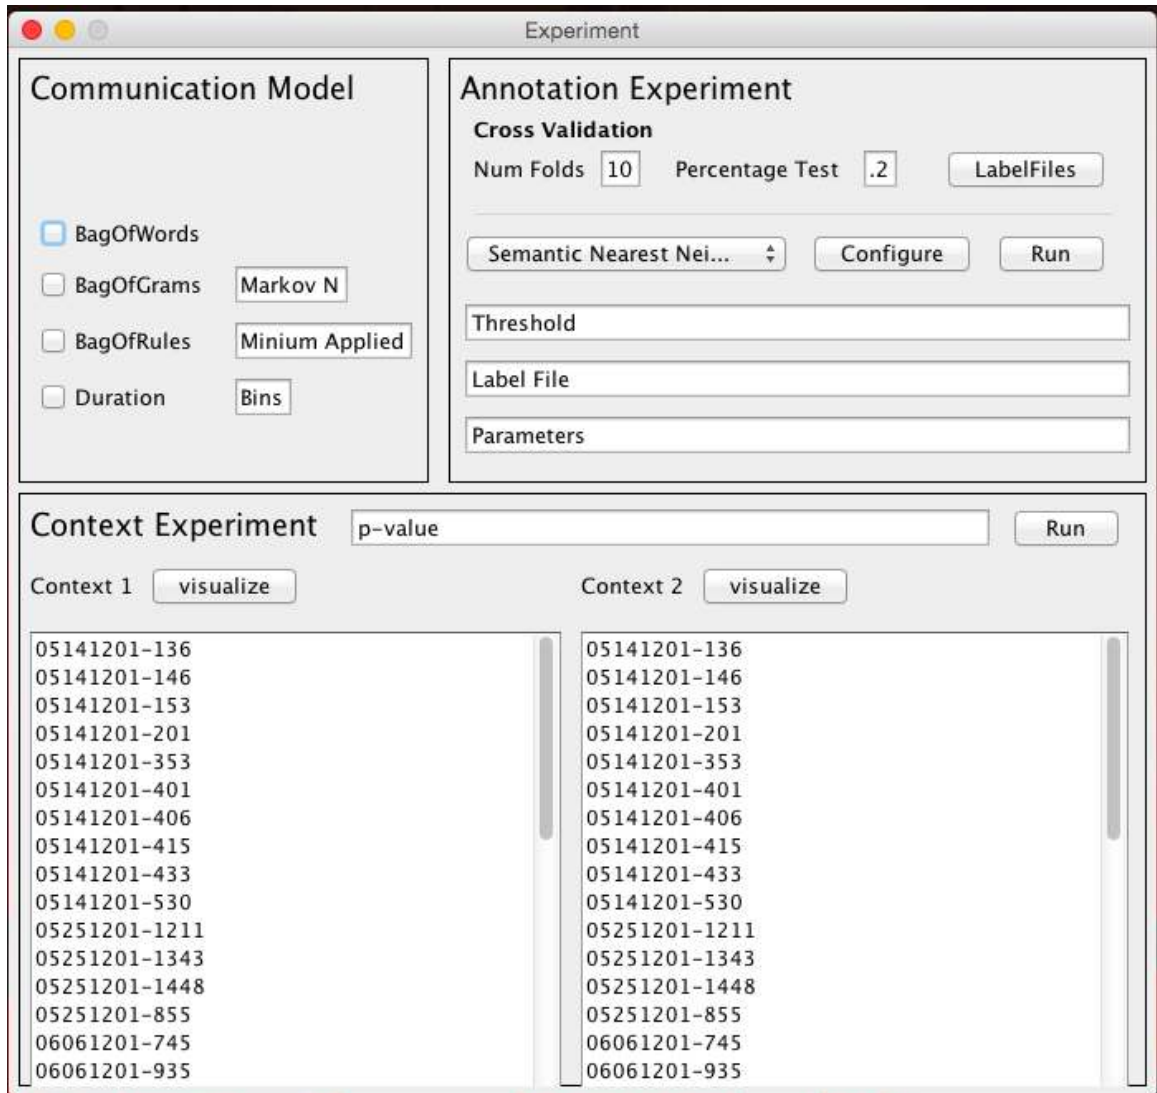 Experiment
Communication Model
BagOfWords
BagOfGrams Markov N
BagOfRules Minium Applied
Duration Bins
Annotation Experiment
Cross Validation
Num Folds 10 Percentage Test .2 LabelFiles
Semantic Nearest Nei... Configure Run
Threshold
Label File
Parameters
Context Experiment p-value Run
Context 1 visualize
05141201-136
05141201-146
05141201-153
05141201-201
05141201-353
05141201-401
05141201-406
05141201-415
05141201-433
05141201-530
05251201-1211
05251201-1343
05251201-1448
05251201-855
06061201-745
06061201-935
Context 2 visualize
05141201-136
05141201-146
05141201-153
05141201-201
05141201-353
05141201-401
05141201-406
05141201-415
05141201-433
05141201-530
05251201-1211
05251201-1343
05251201-1448
05251201-855
06061201-745
06061201-935